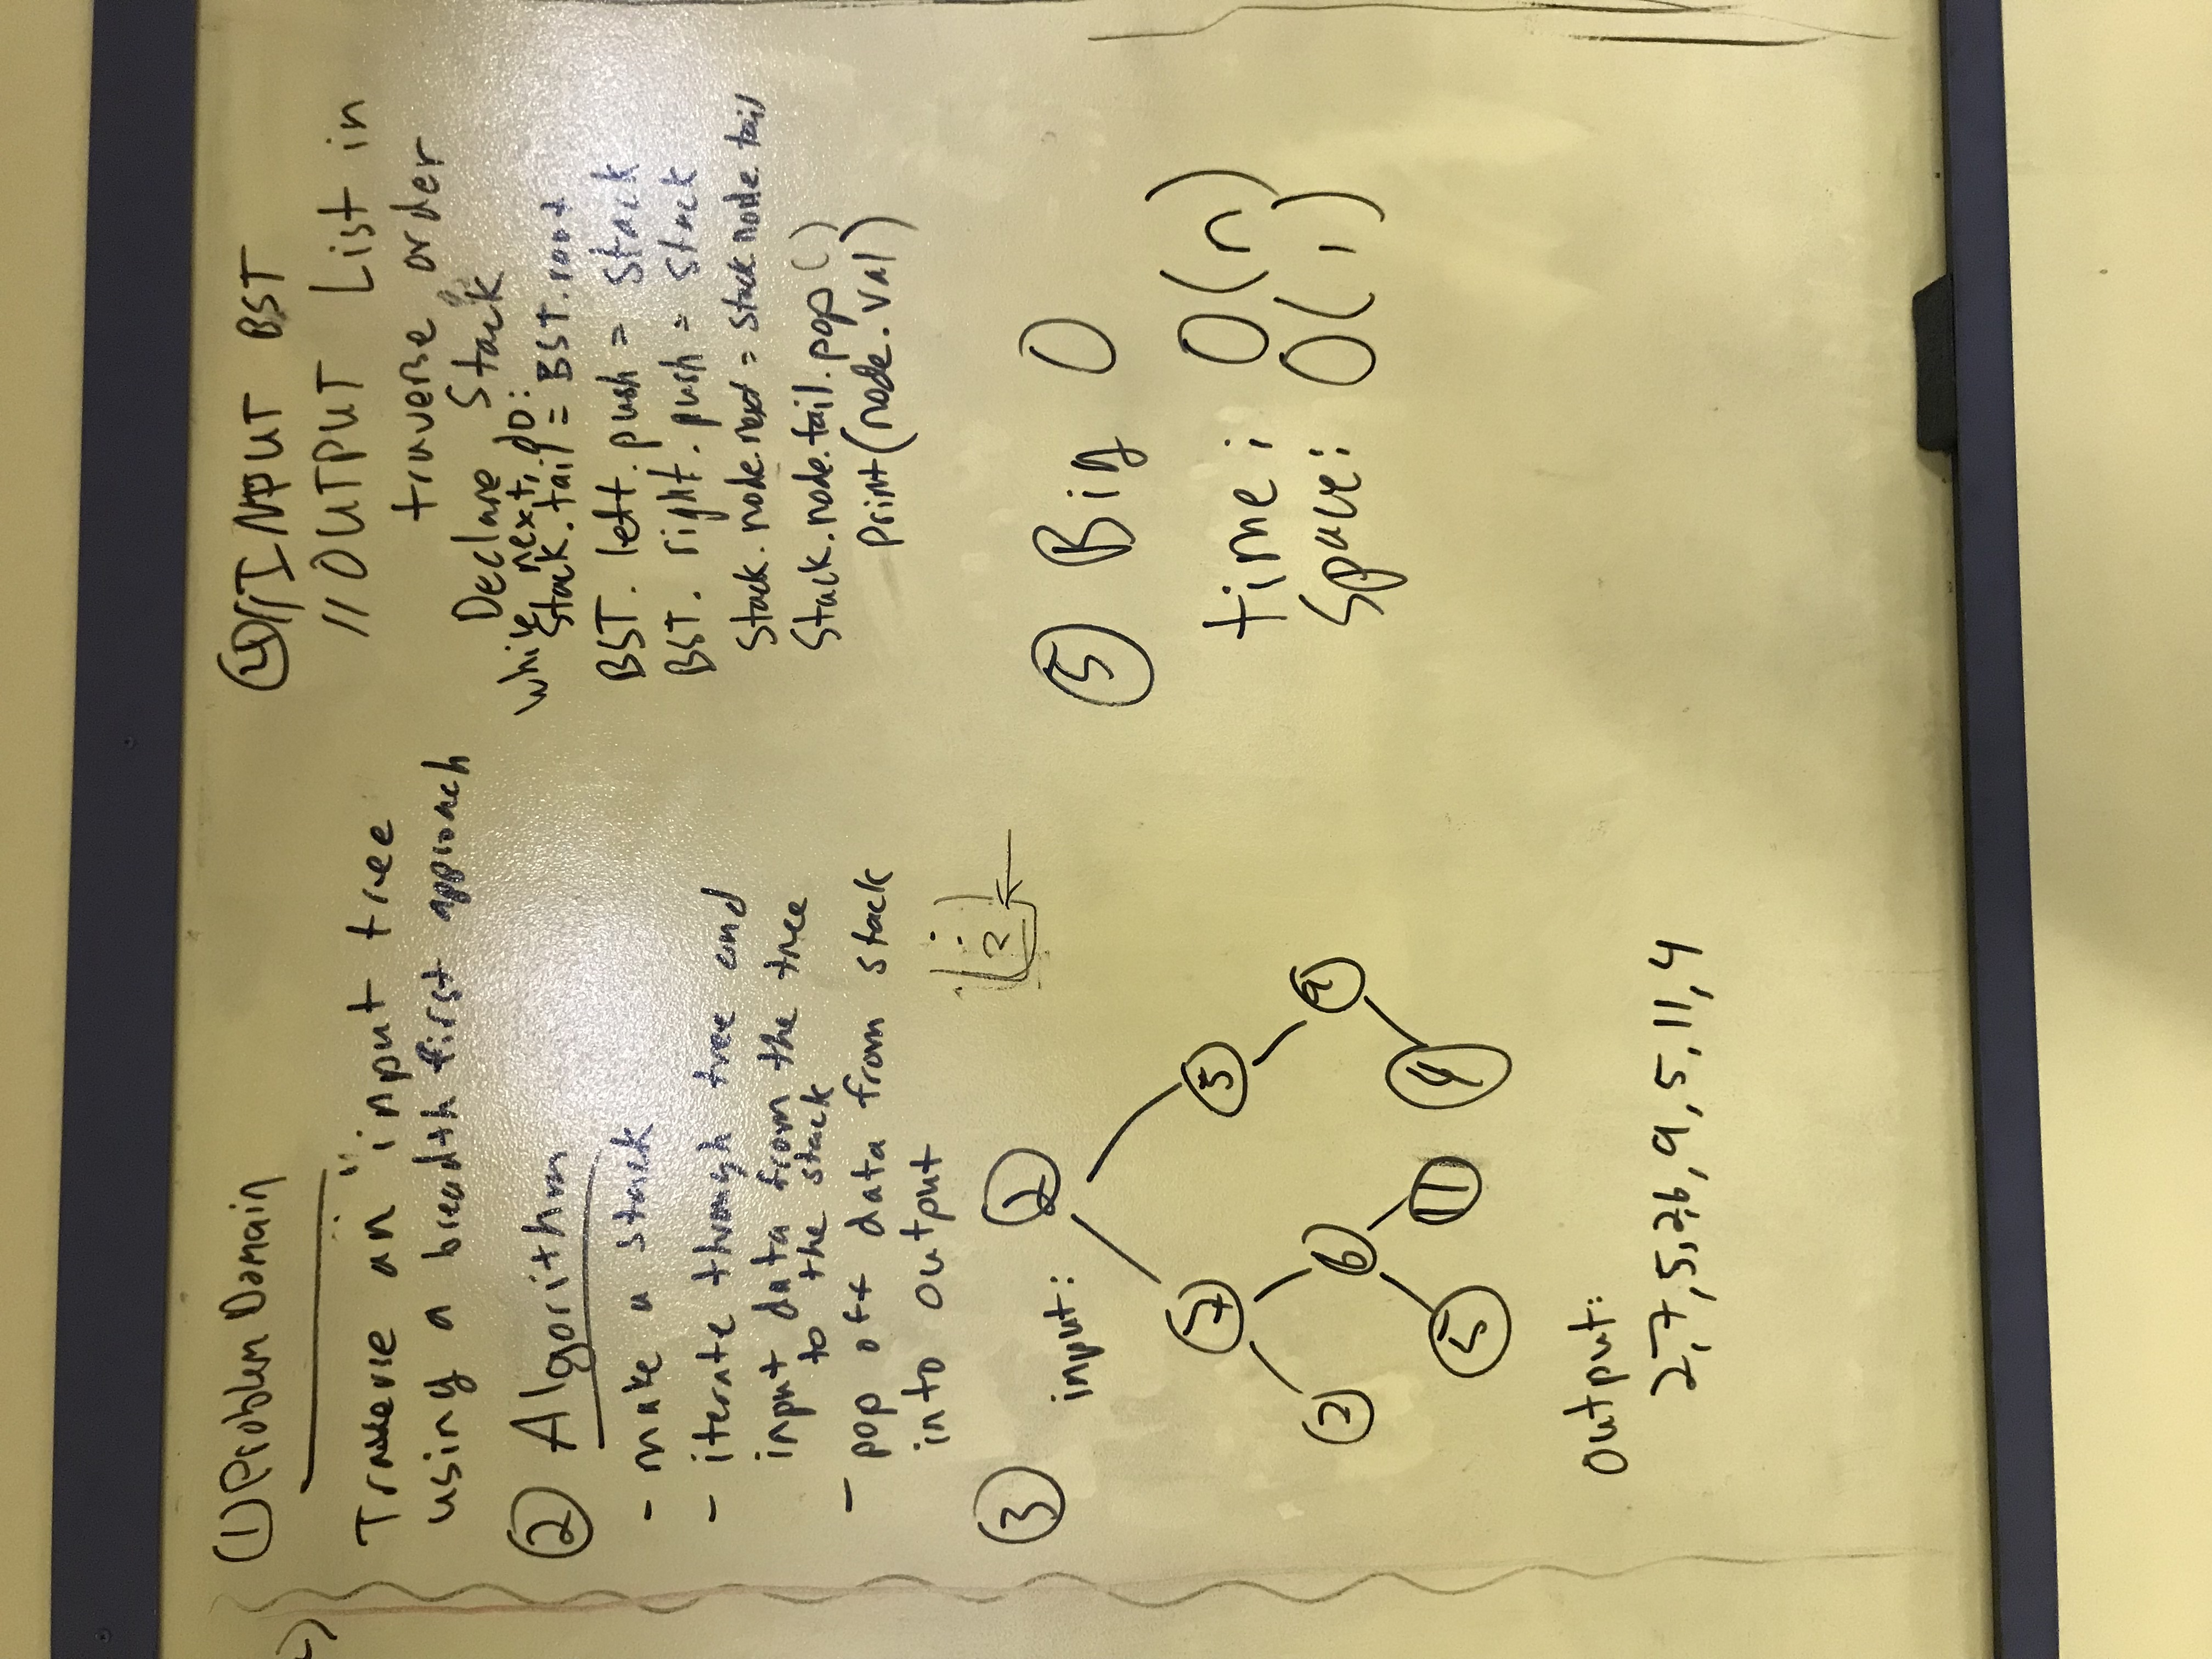 ① Problem Domain
Traverse an input tree
using a breadth first approach
② Algorithm
- make a stack
- iterate through tree and
input data from the tree
to the stack
- pop off data from stack
into output
③
input:
2
2
7
5
2
6
9
5
11
4
Output:
2,7,5,2,6,9,5,11,4
④ //INPUT BST
//OUTPUT List in
traverse order
Declare Stack
while next, do:
Stack.tail = BST.root
BST.left.push = Stack
BST.right.push = Stack
Stack.node.next = Stack.node.tail
Stack.node.tail.pop()
Print(node.val)
⑤ Big O
time: O(n)
Space: O(1)